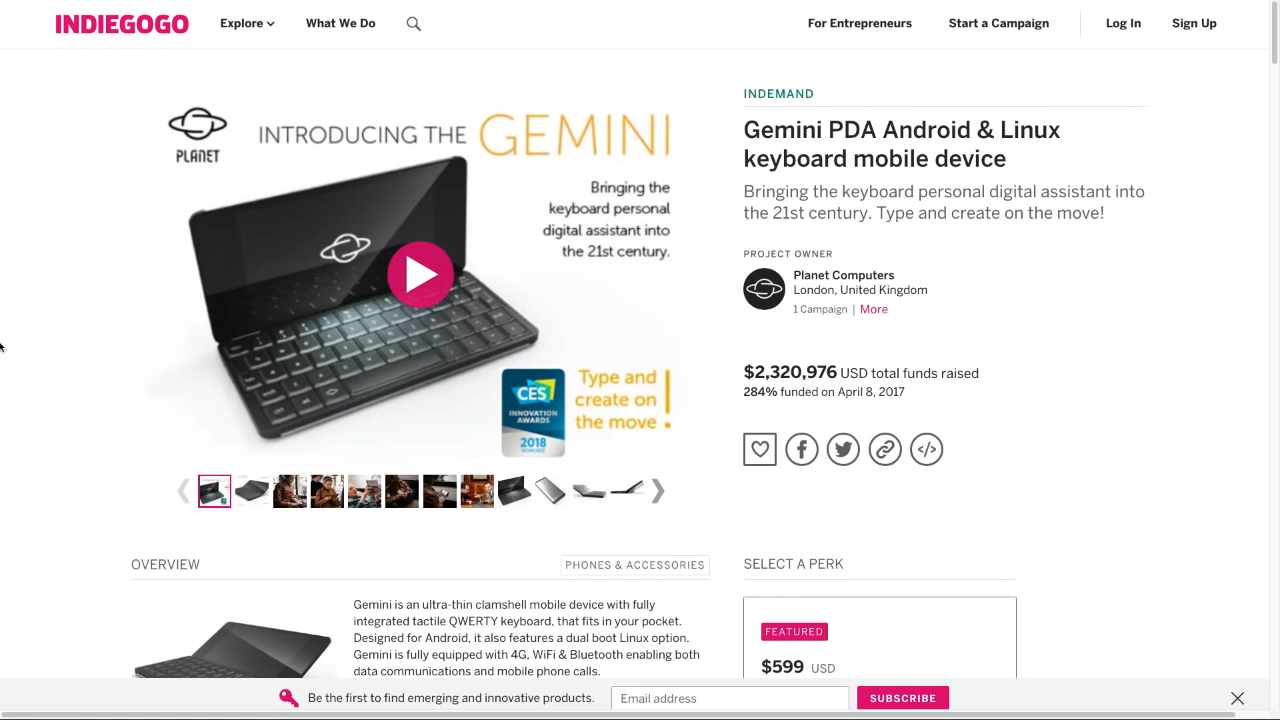 INDIEGOGO
Explore
What We Do
For Entrepreneurs
Start a Campaign
Log In
Sign Up
PLANET
INTRODUCING THE GEMINI
Bringing the
keyboard personal
digital assistant into
the 21st century.
CES
INNOVATION
AWARDS
2018
HONOREE
Type and
create on
the move!
INDEMAND
Gemini PDA Android & Linux
keyboard mobile device
Bringing the keyboard personal digital assistant into
the 21st century. Type and create on the move!
PROJECT OWNER
Planet Computers
London, United Kingdom
1 Campaign | More
$2,320,976 USD total funds raised
284% funded on April 8, 2017
OVERVIEW
PHONES & ACCESSORIES
Gemini is an ultra-thin clamshell mobile device with fully
integrated tactile QWERTY keyboard, that fits in your pocket.
Designed for Android, it also features a dual boot Linux option.
Gemini is fully equipped with 4G, WiFi & Bluetooth enabling both
data communications and mobile phone calls.
SELECT A PERK
FEATURED
$599 USD
Be the first to find emerging and innovative products.
Email address
SUBSCRIBE